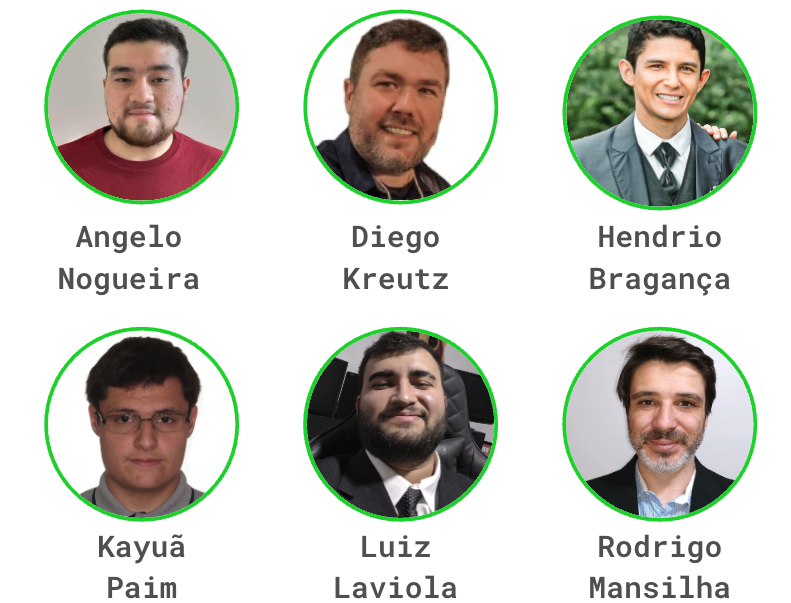 Angelo
Nogueira
Diego
Kreutz
Hendrio
Bragança
Kayuã
Paim
Luiz
Laviola
Rodrigo
Mansilha